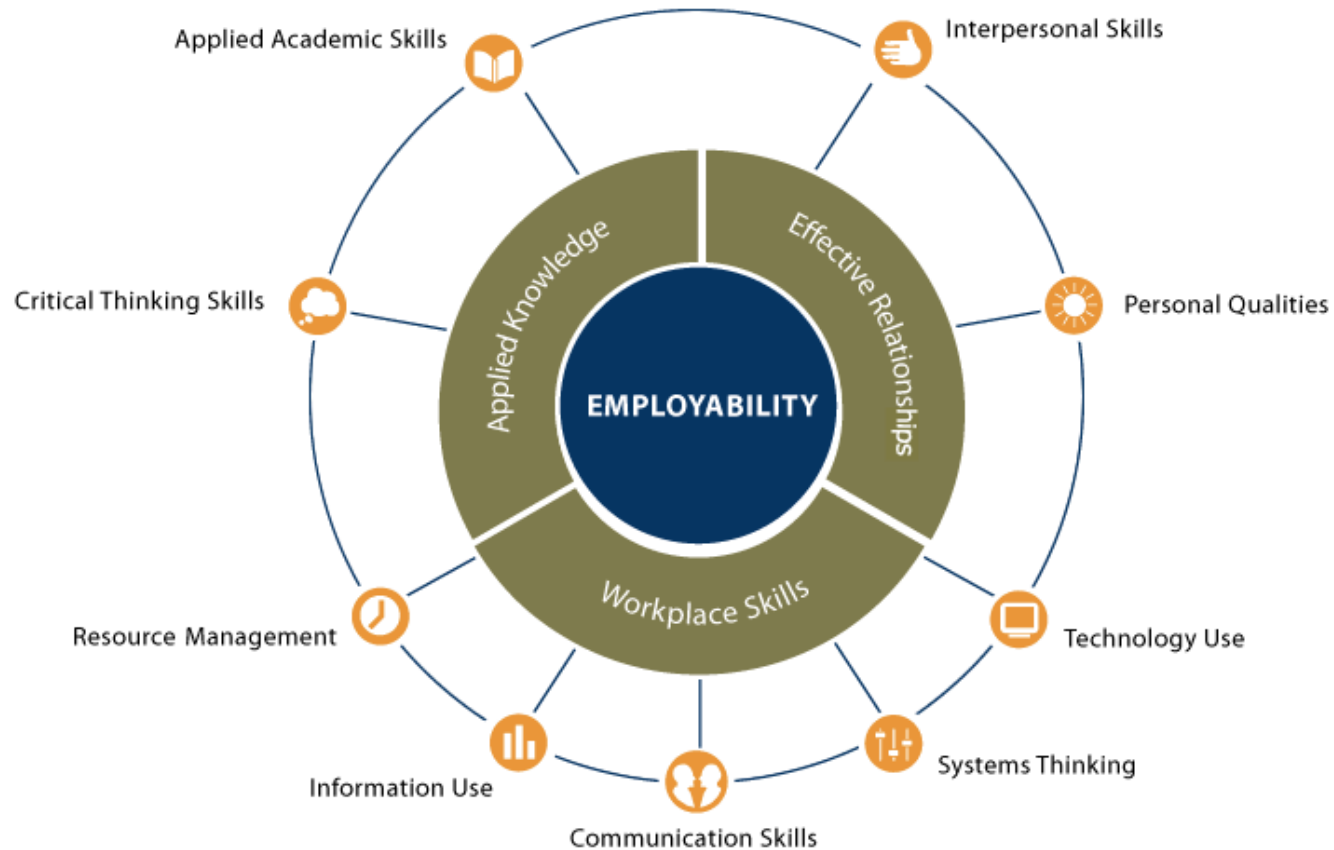 Applied Academic Skills
Interpersonal Skills
Critical Thinking Skills
Personal Qualities
Applied Knowledge
Effective Relationships
EMPLOYABILITY
Workplace Skills
Resource Management
Technology Use
Information Use
Systems Thinking
Communication Skills